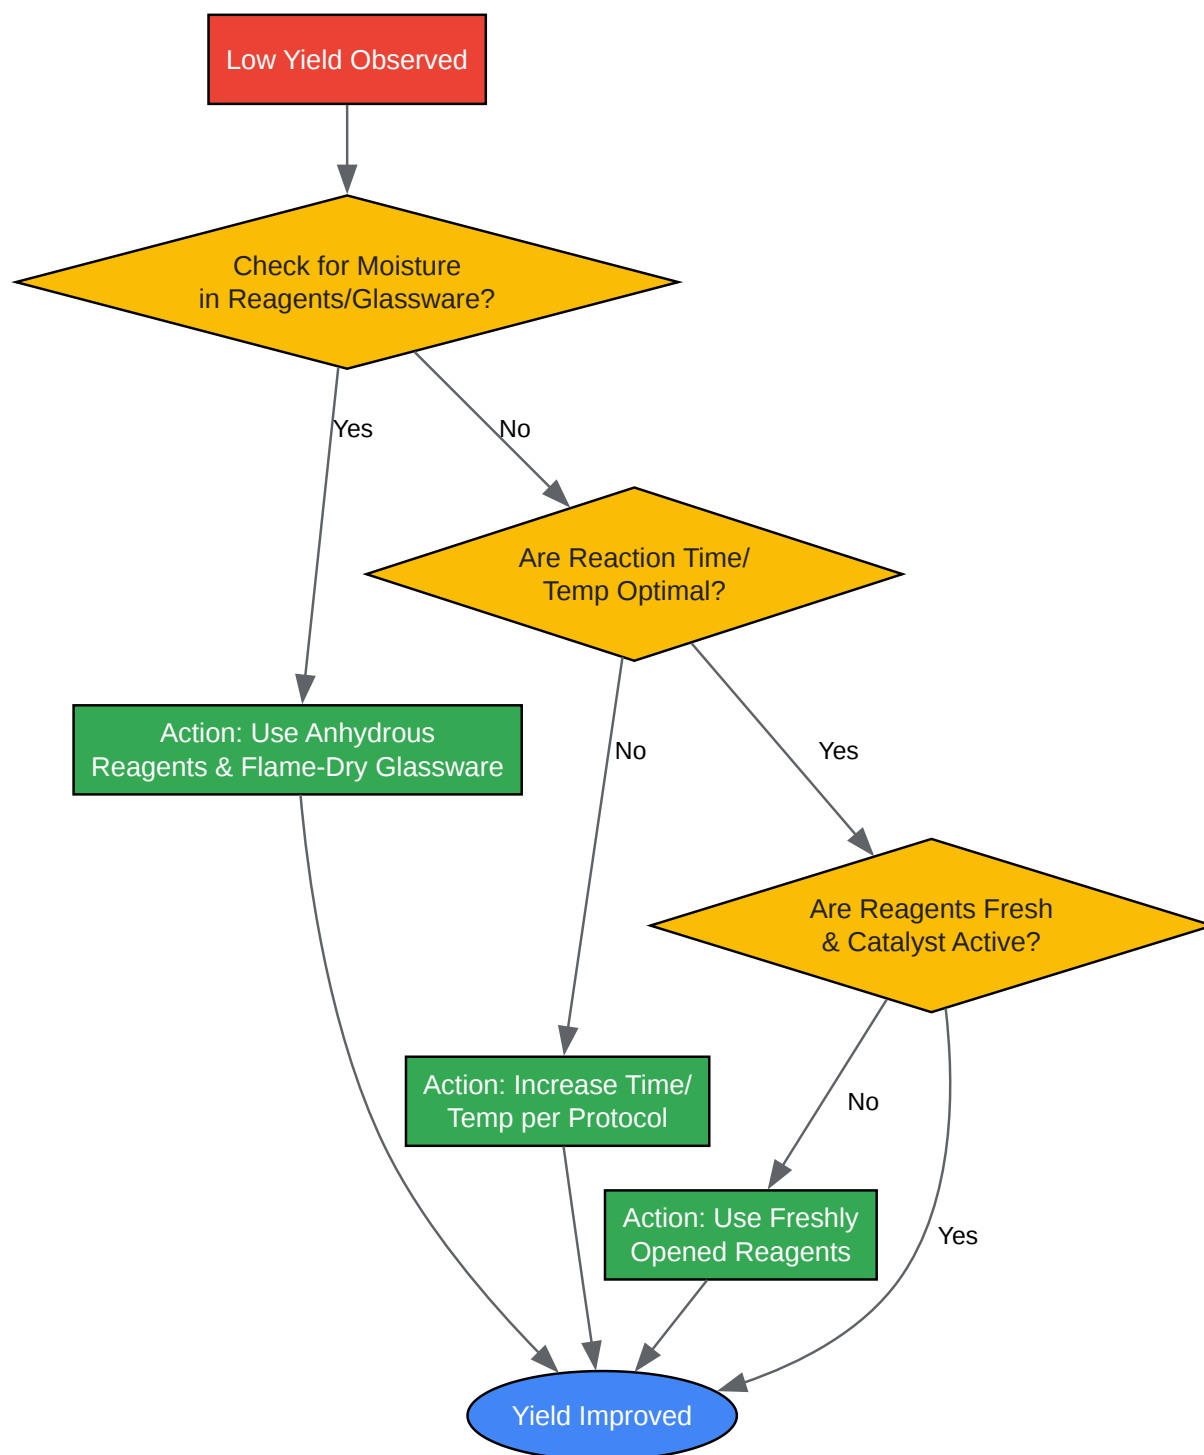 Low Yield Observed
Check for Moisture
in Reagents/Glassware?
Yes
No
Are Reaction Time/
Temp Optimal?
Action: Use Anhydrous
Reagents & Flame-Dry Glassware
No
Yes
Are Reagents Fresh
& Catalyst Active?
Action: Increase Time/
Temp per Protocol
No
Action: Use Freshly
Opened Reagents
Yes
Yield Improved